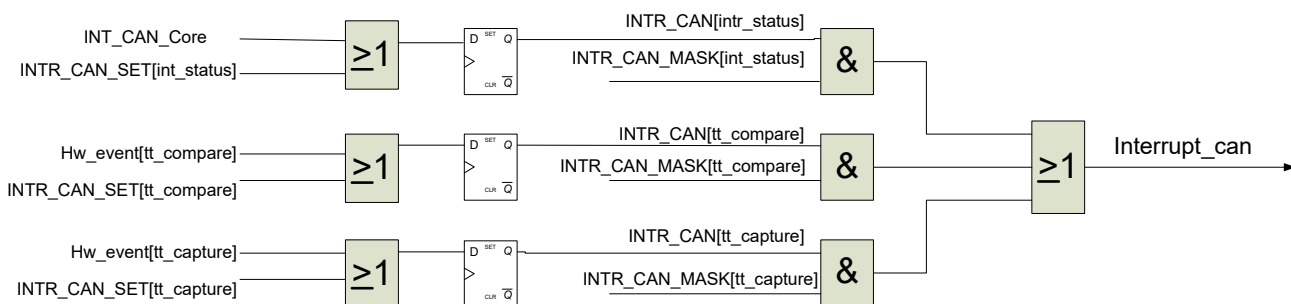 INT_CAN_Core
INTR_CAN_SET[int_status]
≥1
D SET Q
CLR Q
INTR_CAN[intr_status]
INTR_CAN_MASK[int_status]
&
Hw_event[tt_compare]
INTR_CAN_SET[tt_compare]
≥1
D SET Q
CLR Q
INTR_CAN[tt_compare]
INTR_CAN_MASK[tt_compare]
&
≥1
Interrupt_can
Hw_event[tt_capture]
INTR_CAN_SET[tt_capture]
≥1
D SET Q
CLR Q
INTR_CAN[tt_capture]
INTR_CAN_MASK[tt_capture]
&